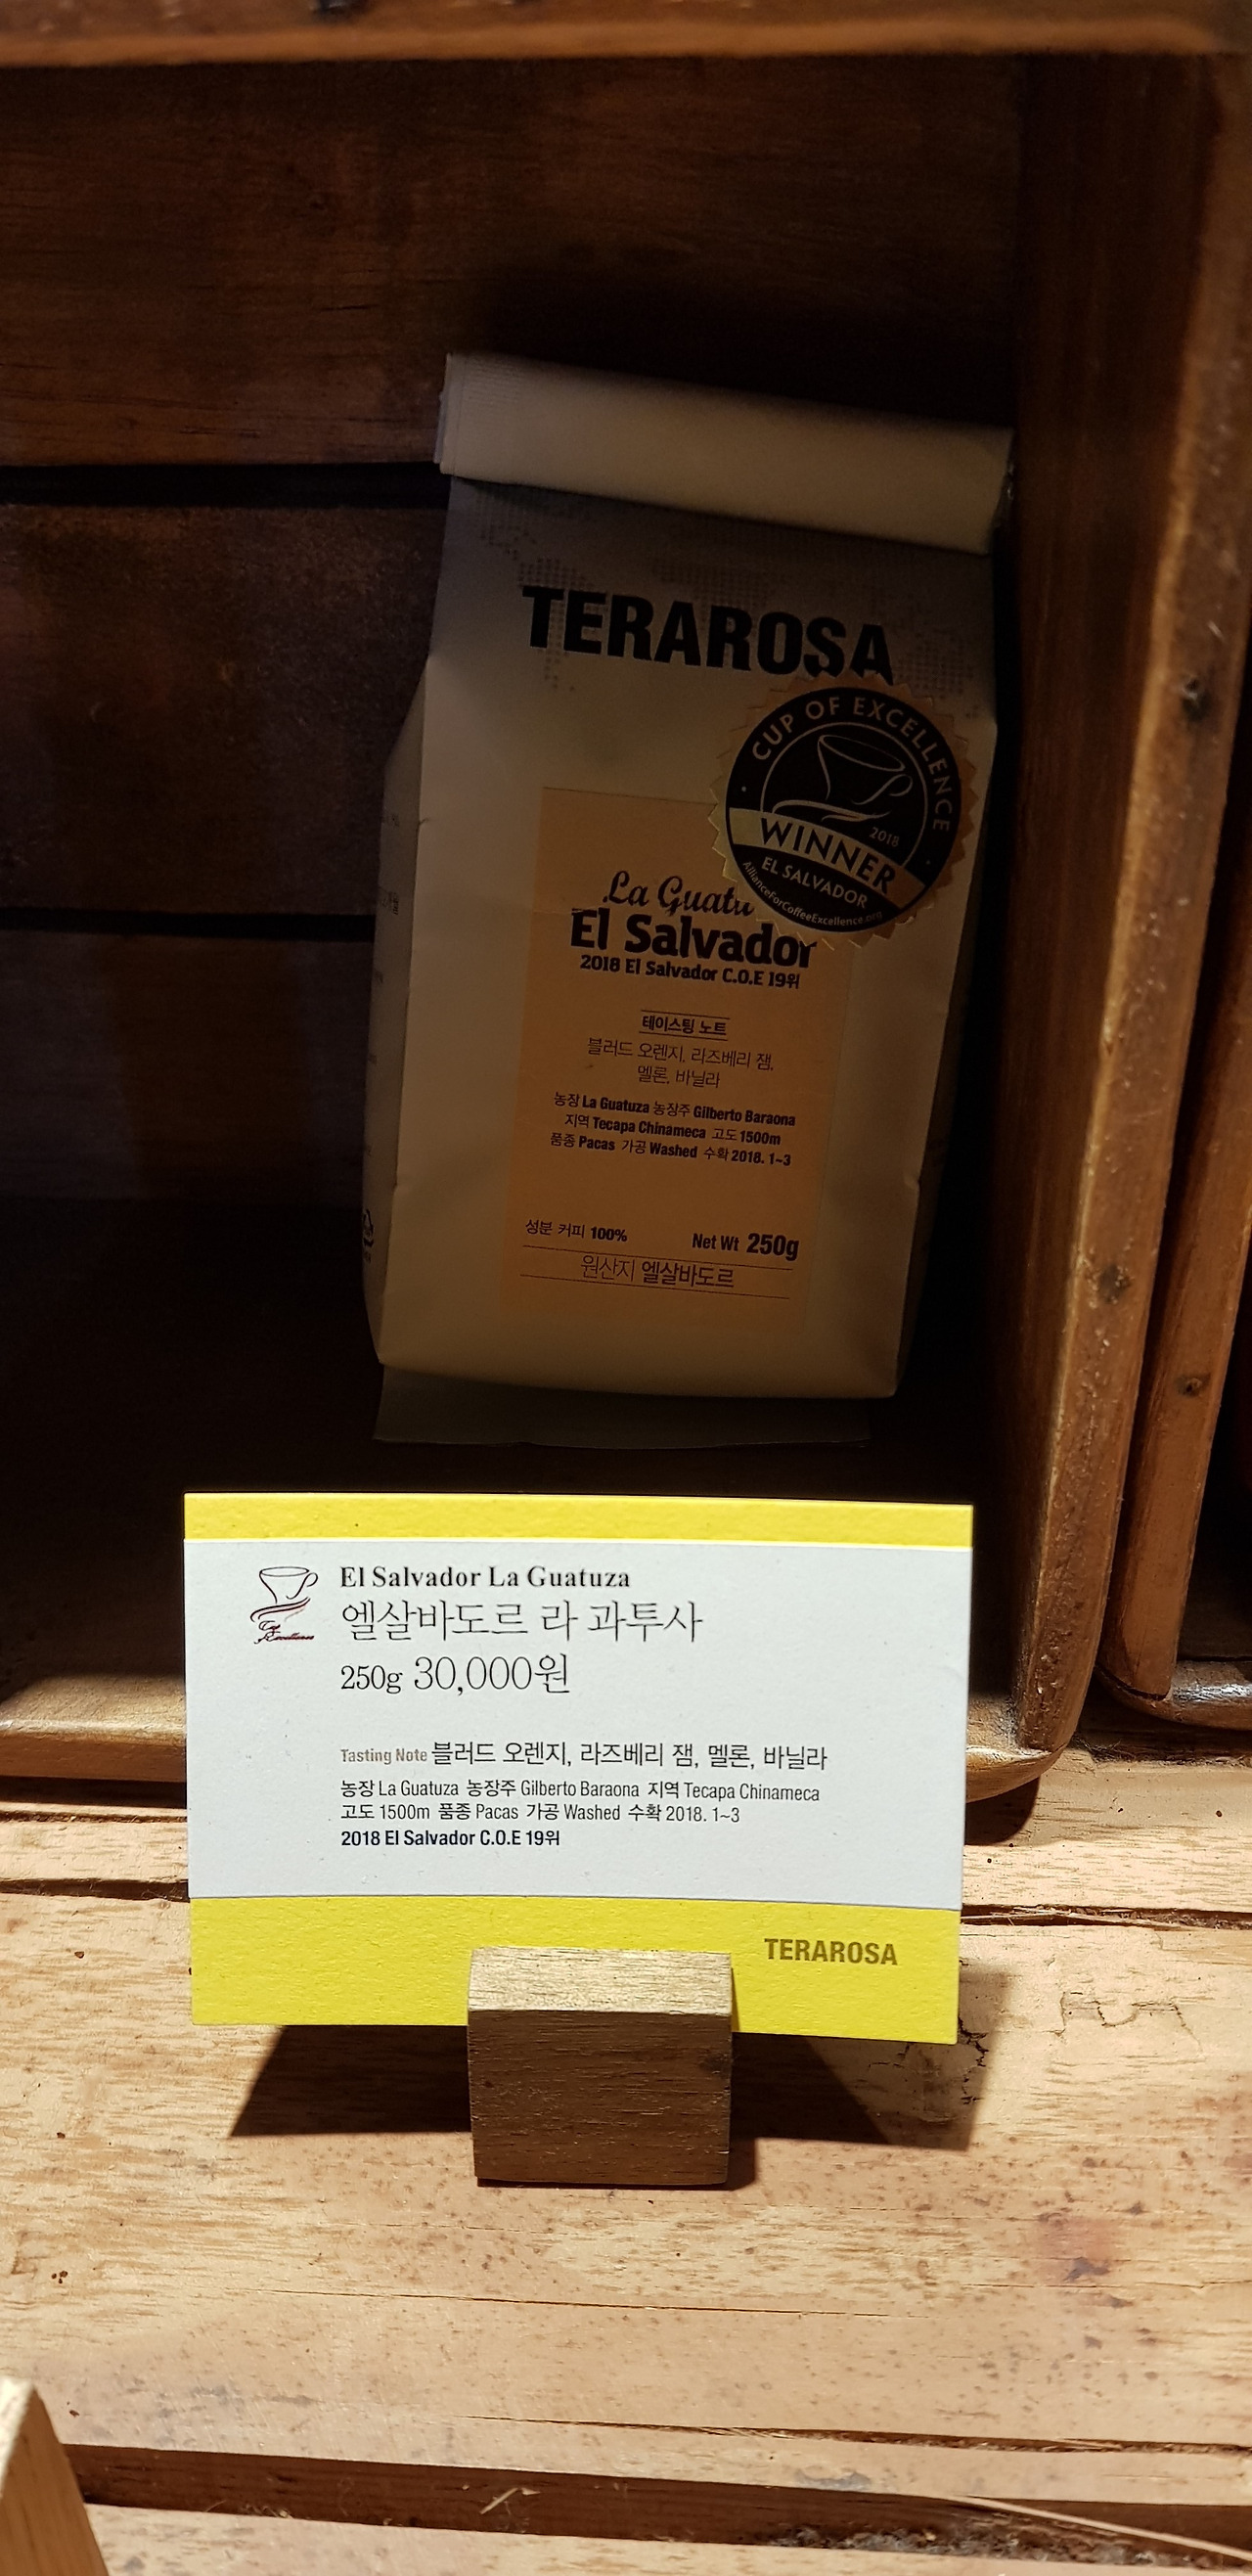 TERAROSA
CUP OF EXCELLENCE
2018
WINNER
EL SALVADOR
AllianceForCoffeeExcellence.org
La Guatu
El Salvador
2018 El Salvador C.O.E 19위
테이스팅 노트
블러드 오렌지, 라즈베리 잼,
멜론, 바닐라
농장 La Guatuza 농장주 Gilberto Baraona
지역 Tecapa Chinameca 고도 1500m
품종 Pacas 가공 Washed 수확 2018. 1~3
성분 커피 100% Net Wt 250g
원산지 엘살바도르
El Salvador La Guatuza
엘살바도르 라 과투사
250g 30,000원
Tasting Note 블러드 오렌지, 라즈베리 잼, 멜론, 바닐라
농장 La Guatuza 농장주 Gilberto Baraona 지역 Tecapa Chinameca
고도 1500m 품종 Pacas 가공 Washed 수확 2018. 1~3
2018 El Salvador C.O.E 19위
TERAROSA